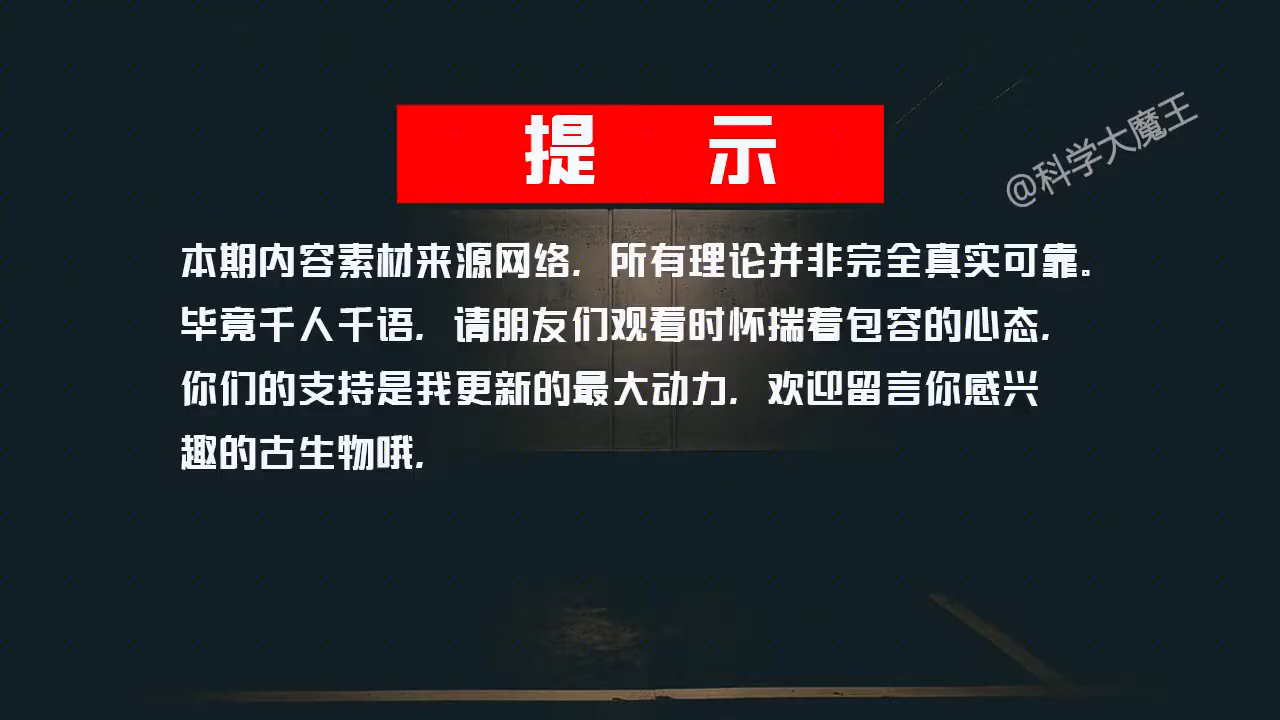 提 示
@科学大魔王
本期内容素材来源网络，所有理论并非完全真实可靠。
毕竟千人千语，请朋友们观看时怀揣着包容的心态，
你们的支持是我更新的最大动力，欢迎留言你感兴
趣的古生物哦，